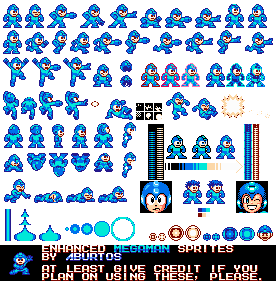 ENHANCED MEGAMAN SPRITES
BY ABURTOS
AT LEAST GIVE CREDIT IF YOU
PLAN ON USING THESE, PLEASE.